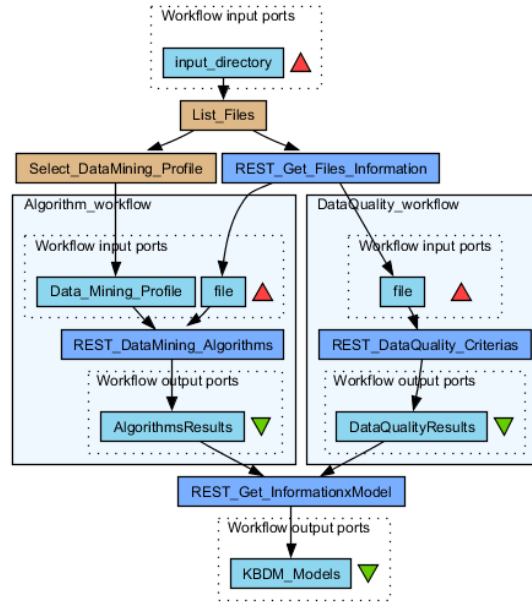 Workflow input ports
input_directory
List_Files
Select_DataMining_Profile
REST_Get_Files_Information
Algorithm_workflow
DataQuality_workflow
Workflow input ports
Workflow input ports
Data_Mining_Profile
file
file
REST_DataMining_Algorithms
REST_DataQuality_Criterias
Workflow output ports
Workflow output ports
AlgorithmsResults
DataQualityResults
REST_Get_InformationxModel
Workflow output ports
KBDM_Models